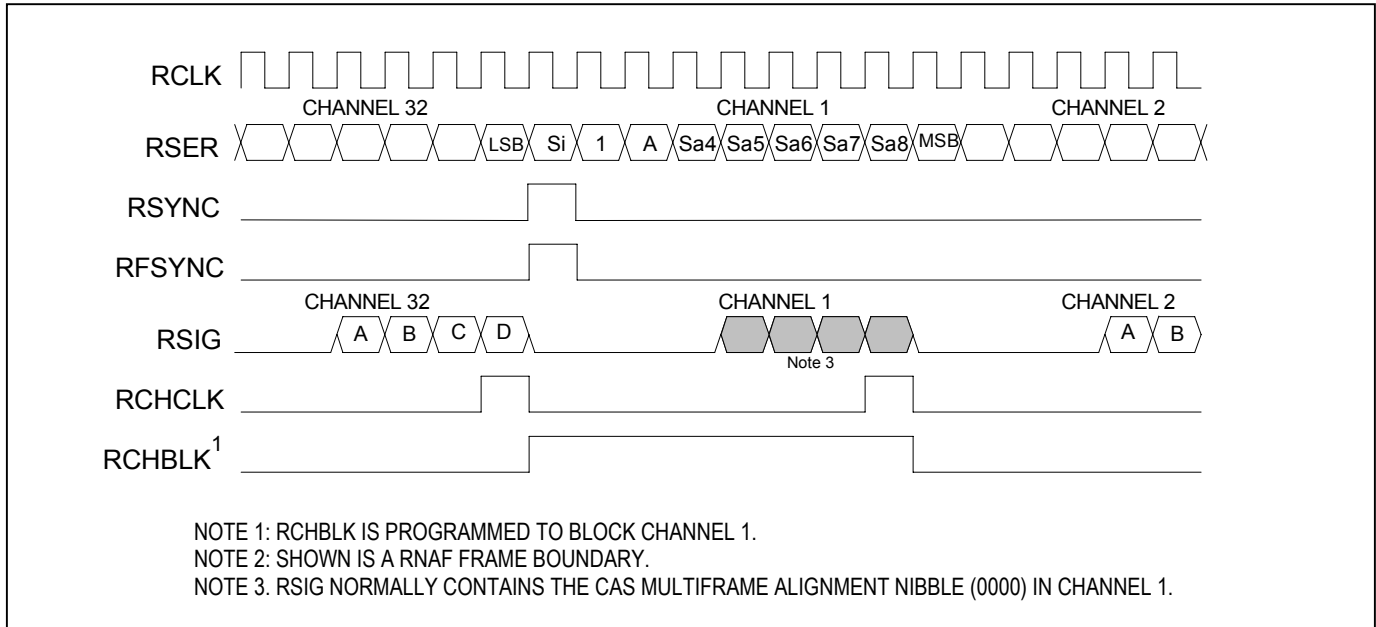 RCLK
CHANNEL 32 CHANNEL 1 CHANNEL 2
RSER LSB Si 1 A Sa4 Sa5 Sa6 Sa7 Sa8 MSB
RSYNC
RFSYNC
CHANNEL 32 CHANNEL 1 CHANNEL 2
RSIG A B C D A B
Note 3
RCHCLK
RCHBLK1
NOTE 1: RCHBLK IS PROGRAMMED TO BLOCK CHANNEL 1.
NOTE 2: SHOWN IS A RNAF FRAME BOUNDARY.
NOTE 3. RSIG NORMALLY CONTAINS THE CAS MULTIFRAME ALIGNMENT NIBBLE (0000) IN CHANNEL 1.